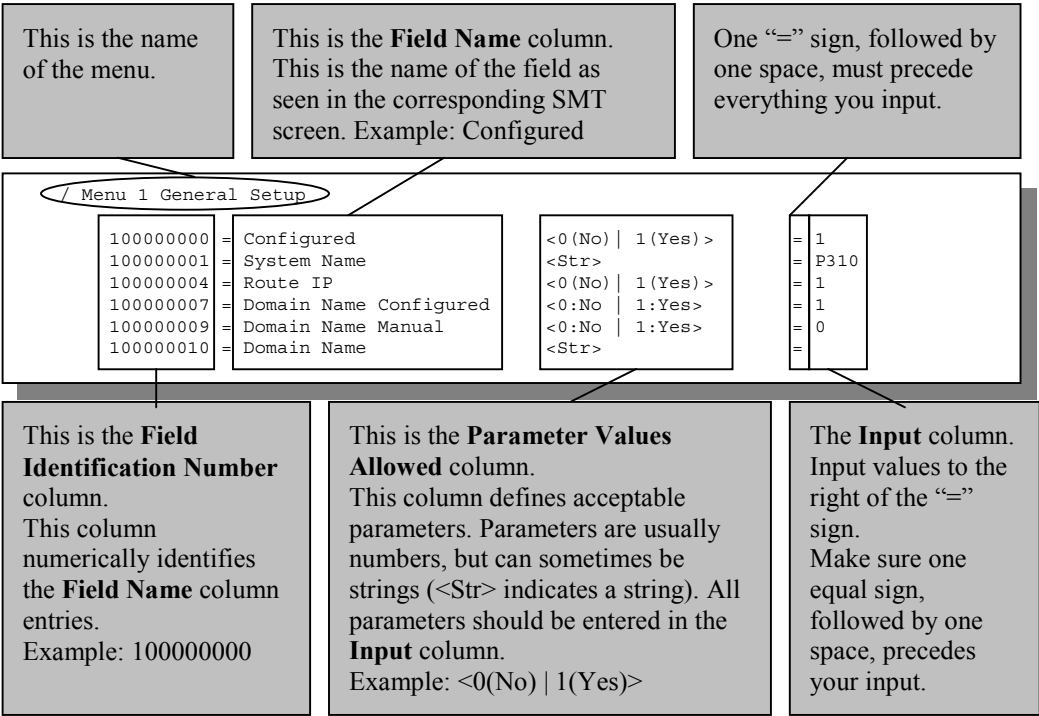 This is the name
of the menu.
This is the Field Name column.
This is the name of the field as
seen in the corresponding SMT
screen. Example: Configured
One “=” sign, followed by
one space, must precede
everything you input.
/ Menu 1 General Setup
100000000 = Configured <0(No)| 1(Yes)> = 1
100000001 = System Name <Str> = P310
100000004 = Route IP <0(No)| 1(Yes)> = 1
100000007 = Domain Name Configured <0:No | 1:Yes> = 1
100000009 = Domain Name Manual <0:No | 1:Yes> = 0
100000010 = Domain Name <Str> =
This is the Field
Identification Number
column.
This column
numerically identifies
the Field Name column
entries.
Example: 100000000
This is the Parameter Values
Allowed column.
This column defines acceptable
parameters. Parameters are usually
numbers, but can sometimes be
strings (<Str> indicates a string). All
parameters should be entered in the
Input column.
Example: <0(No) | 1(Yes)>
The Input column.
Input values to the
right of the “=”
sign.
Make sure one
equal sign,
followed by one
space, precedes
your input.